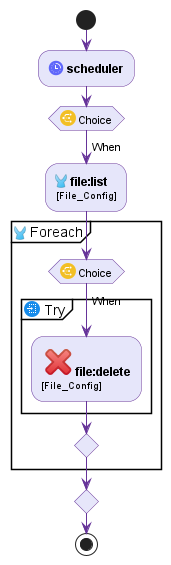 scheduler
Choice
When
file:list
[File_Config]
Foreach
Choice
When
Try
file:delete
[File_Config]